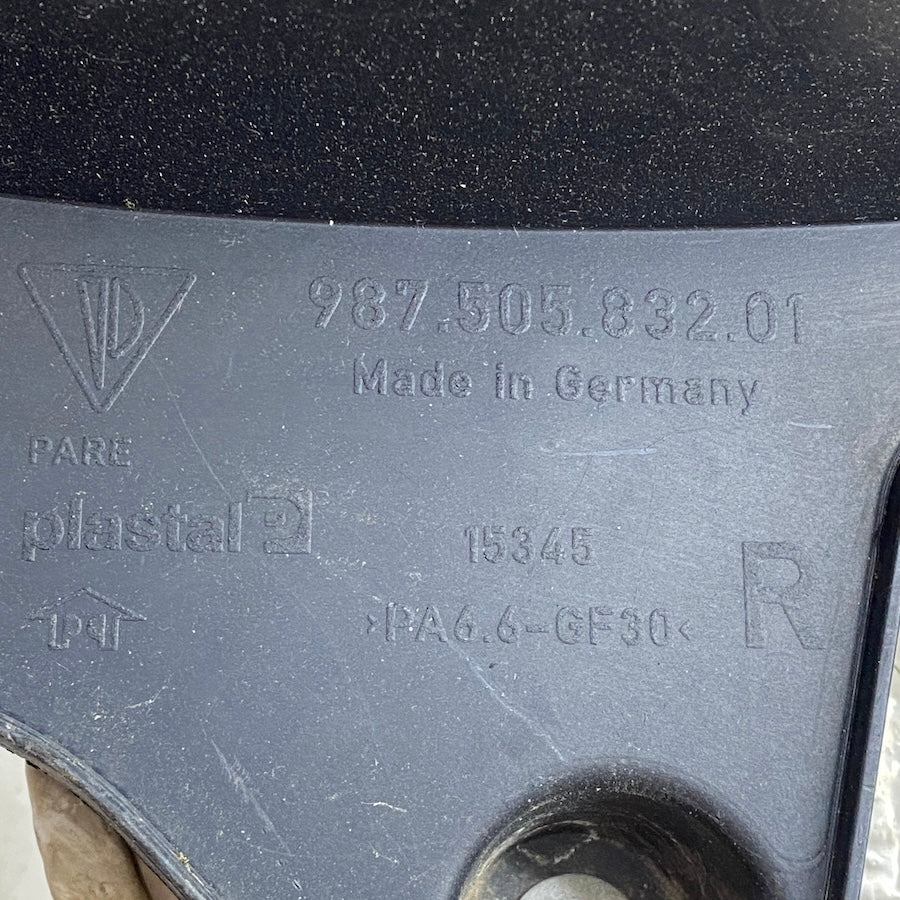 987.505.832.01
Made in Germany
PARE
plastal
15345
R
>PA6.6-GF30<